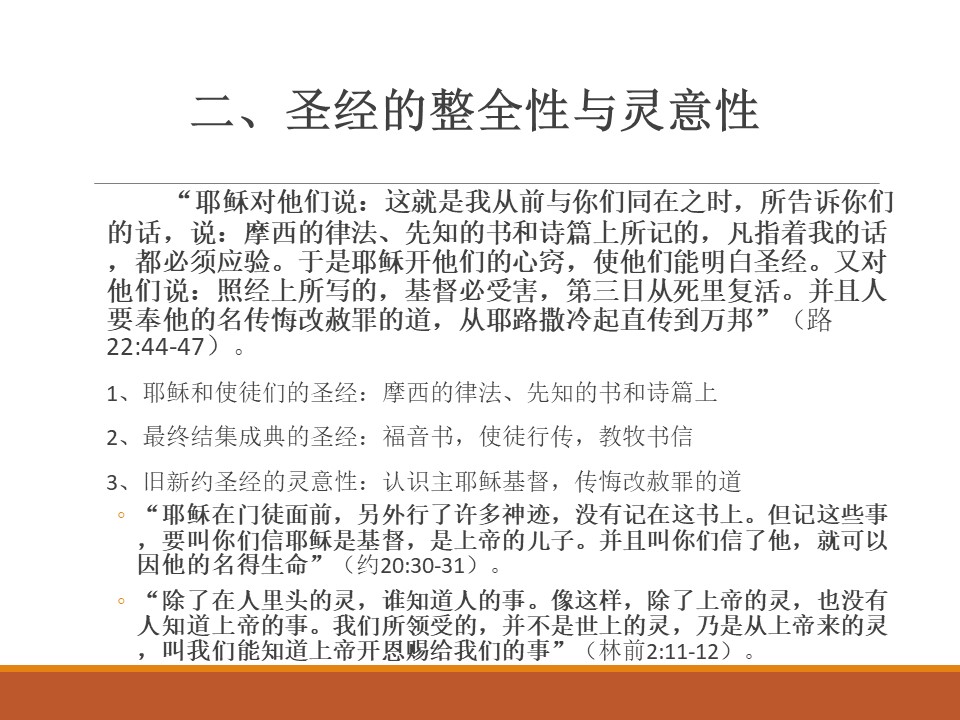 二、圣经的整全性与灵意性
“耶稣对他们说：这就是我从前与你们同在之时，所告诉你们
的话，说：摩西的律法、先知的书和诗篇上所记的，凡指着我的话
，都必须应验。于是耶稣开他们的心窍，使他们能明白圣经。又对
他们说：照经上所写的，基督必受害，第三日从死里复活。并且人
要奉他的名传悔改赦罪的道，从耶路撒冷起直传到万邦”（路
22:44-47）。
1、耶稣和使徒们的圣经：摩西的律法、先知的书和诗篇上
2、最终结集成典的圣经：福音书，使徒行传，教牧书信
3、旧新约圣经的灵意性：认识主耶稣基督，传悔改赦罪的道
◦ “耶稣在门徒面前，另外行了许多神迹，没有记在这书上。但记这些事
，要叫你们信耶稣是基督，是上帝的儿子。并且叫你们信了他，就可以
因他的名得生命”（约20:30-31）。
◦ “除了在人里头的灵，谁知道人的事。像这样，除了上帝的灵，也没有
人知道上帝的事。我们所领受的，并不是世上的灵，乃是从上帝来的灵
，叫我们能知道上帝开恩赐给我们的事”（林前2:11-12）。